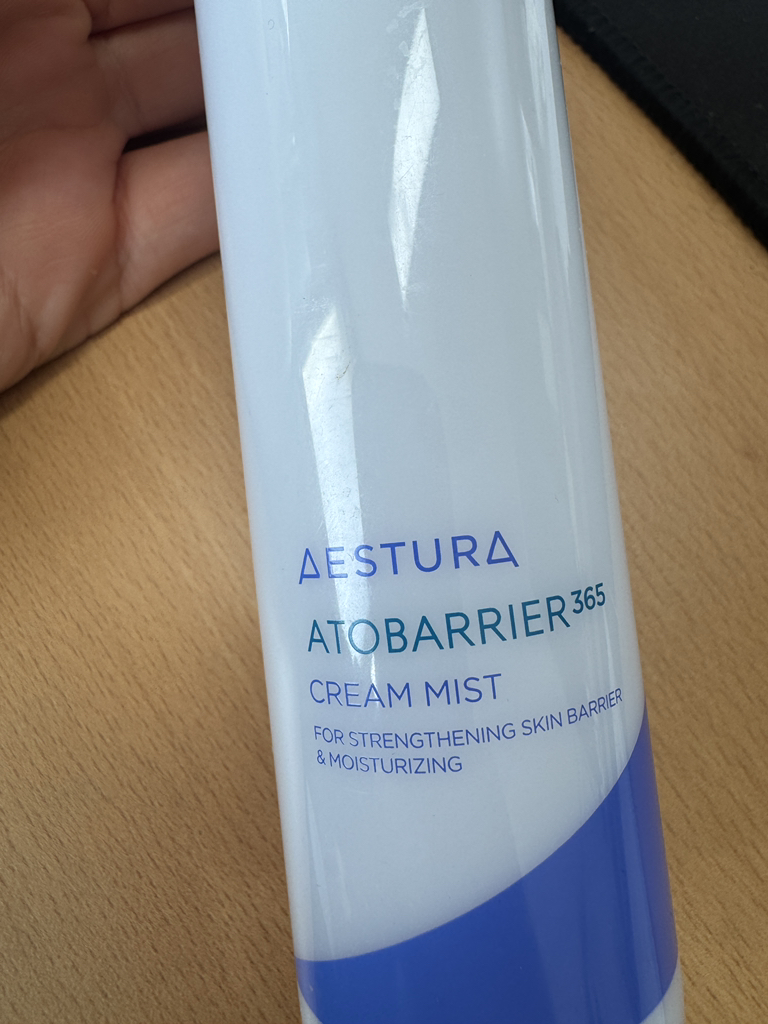 AESTURA
ATOBARRIER³⁶⁵
CREAM MIST
FOR STRENGTHENING SKIN BARRIER
& MOISTURIZING